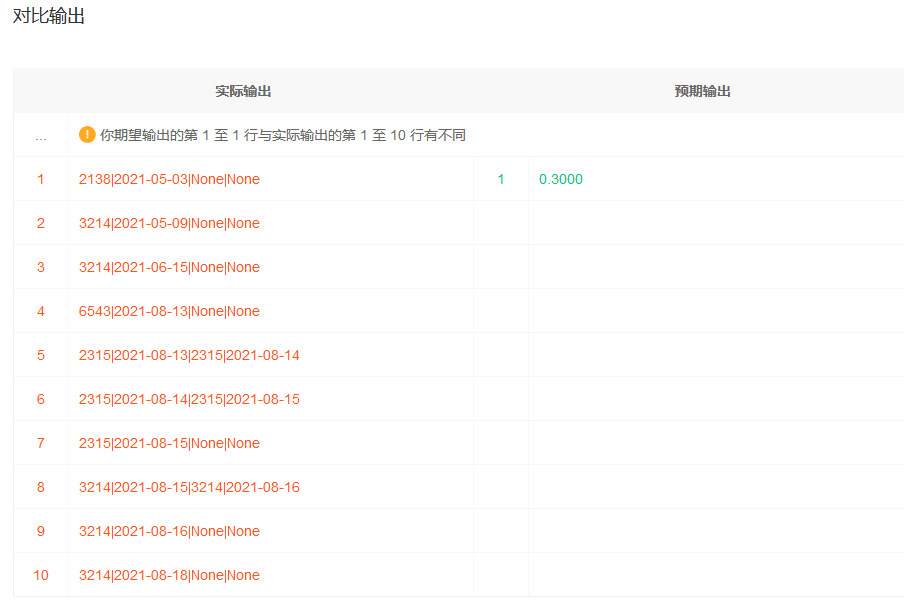 对比输出
实际输出 预期输出
... ! 你期望输出的第 1 至 1 行与实际输出的第 1 至 10 行有不同
1 2138|2021-05-03|None|None 1 0.3000
2 3214|2021-05-09|None|None
3 3214|2021-06-15|None|None
4 6543|2021-08-13|None|None
5 2315|2021-08-13|2315|2021-08-14
6 2315|2021-08-14|2315|2021-08-15
7 2315|2021-08-15|None|None
8 3214|2021-08-15|3214|2021-08-16
9 3214|2021-08-16|None|None
10 3214|2021-08-18|None|None